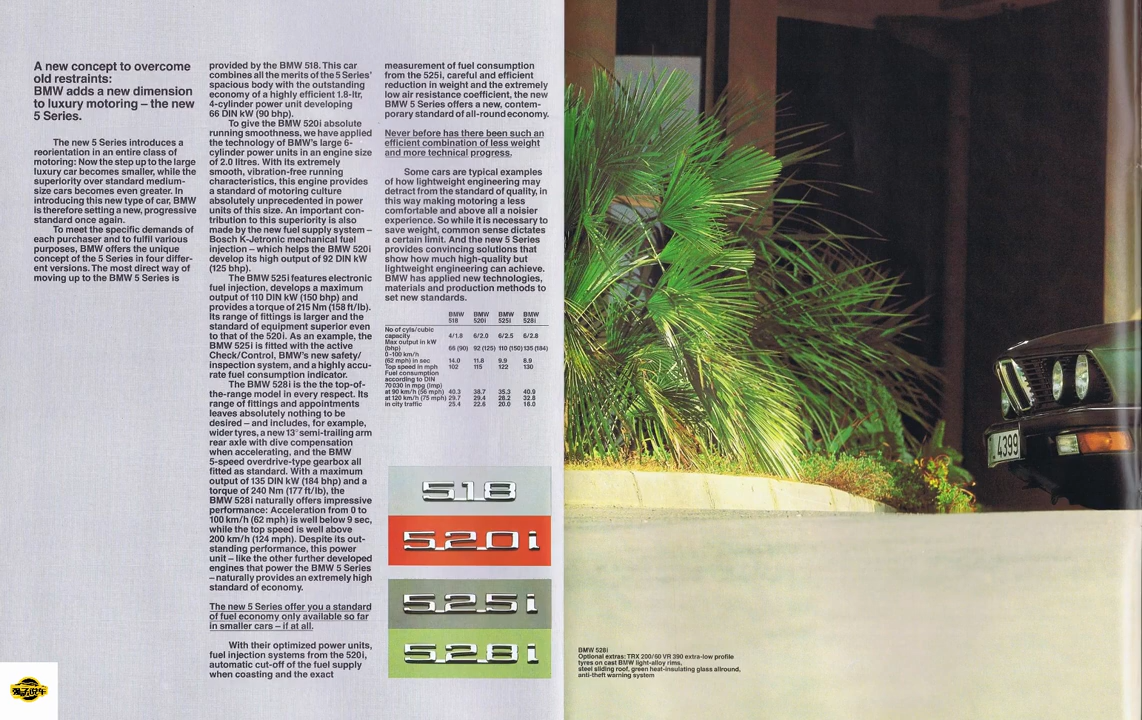 A new concept to overcome
old restraints:
BMW adds a new dimension
to luxury motoring – the new
5 Series.
The new 5 Series introduces a
reorientation in an entire class of
motoring: Now the step up to the large
luxury car becomes smaller, while the
superiority over standard medium-
size cars becomes even greater. In
introducing this new type of car, BMW
is therefore setting a new, progressive
standard once again.
To meet the specific demands of
each purchaser and to fulfil various
purposes, BMW offers the unique
concept of the 5 Series in four differ-
ent versions. The most direct way of
moving up to the BMW 5 Series is
provided by the BMW 518. This car
combines all the merits of the 5 Series'
spacious body with the outstanding
economy of a highly efficient 1.8-ltr,
4-cylinder power unit developing
66 DIN kW (90 bhp).
To give the BMW 520i absolute
running smoothness, we have applied
the technology of BMW's large 6-
cylinder power units in an engine size
of 2.0 litres. With its extremely
smooth, vibration-free running
characteristics, this engine provides
a standard of motoring culture
absolutely unprecedented in power
units of this size. An important con-
tribution to this superiority is also
made by the new fuel supply system –
Bosch K-Jetronic mechanical fuel
injection – which helps the BMW 520i
develop its high output of 92 DIN kW
(125 bhp).
The BMW 525i features electronic
fuel injection, develops a maximum
output of 110 DIN kW (150 bhp) and
provides a torque of 215 Nm (158 ft/lb).
Its range of fittings is larger and the
standard of equipment superior even
to that of the 520i. As an example, the
BMW 525i is fitted with the active
Check/Control, BMW's new safety/
inspection system, and a highly accu-
rate fuel consumption indicator.
The BMW 528i is the the top-of-
the-range model in every respect. Its
range of fittings and appointments
leaves absolutely nothing to be
desired – and includes, for example,
wider tyres, a new 13° semi-trailing arm
rear axle with dive compensation
when accelerating, and the BMW
5-speed overdrive-type gearbox all
fitted as standard. With a maximum
output of 135 DIN kW (184 bhp) and a
torque of 240 Nm (177 ft/lb), the
BMW 528i naturally offers impressive
performance: Acceleration from 0 to
100 km/h (62 mph) is well below 9 sec,
while the top speed is well above
200 km/h (124 mph). Despite its out-
standing performance, this power
unit – like the other further developed
engines that power the BMW 5 Series
– naturally provides an extremely high
standard of economy.
The new 5 Series offer you a standard
of fuel economy only available so far
in smaller cars – if at all.
With their optimized power units,
fuel injection systems from the 520i,
automatic cut-off of the fuel supply
when coasting and the exact
measurement of fuel consumption
from the 525i, careful and efficient
reduction in weight and the extremely
low air resistance coefficient, the new
BMW 5 Series offers a new, contem-
porary standard of all-round economy.
Never before has there been such an
efficient combination of less weight
and more technical progress.
Some cars are typical examples
of how lightweight engineering may
detract from the standard of quality, in
this way making motoring a less
comfortable and above all a noisier
experience. So while it is necessary to
save weight, common sense dictates
a certain limit. And the new 5 Series
provides convincing solutions that
show how much high-quality but
lightweight engineering can achieve.
BMW has applied new technologies,
materials and production methods to
set new standards.
BMW BMW BMW BMW
518 520i 525i 528i
No of cyls/cubic
capacity 4/1.8 6/2.0 6/2.5 6/2.8
Max output in kW
(bhp) 66 (90) 92 (125) 110 (150) 135 (184)
0-100 km/h
(62 mph) in sec 14.0 11.8 9.9 8.9
Top speed in mph 102 115 122 130
Fuel consumption
according to DIN
70 030 in mpg (Imp)
at 90 km/h (56 mph) 40.3 38.7 35.3 40.9
at 120 km/h (75 mph) 29.7 29.4 28.2 32.8
in city traffic 25.4 22.6 20.0 18.0
518
520i
525i
528i
4399
BMW 528i
Optional extras: TRX 200/60 VR 390 extra-low profile
tyres on cast BMW light-alloy rims,
steel sliding roof, green heat-insulating glass allround,
anti-theft warning system